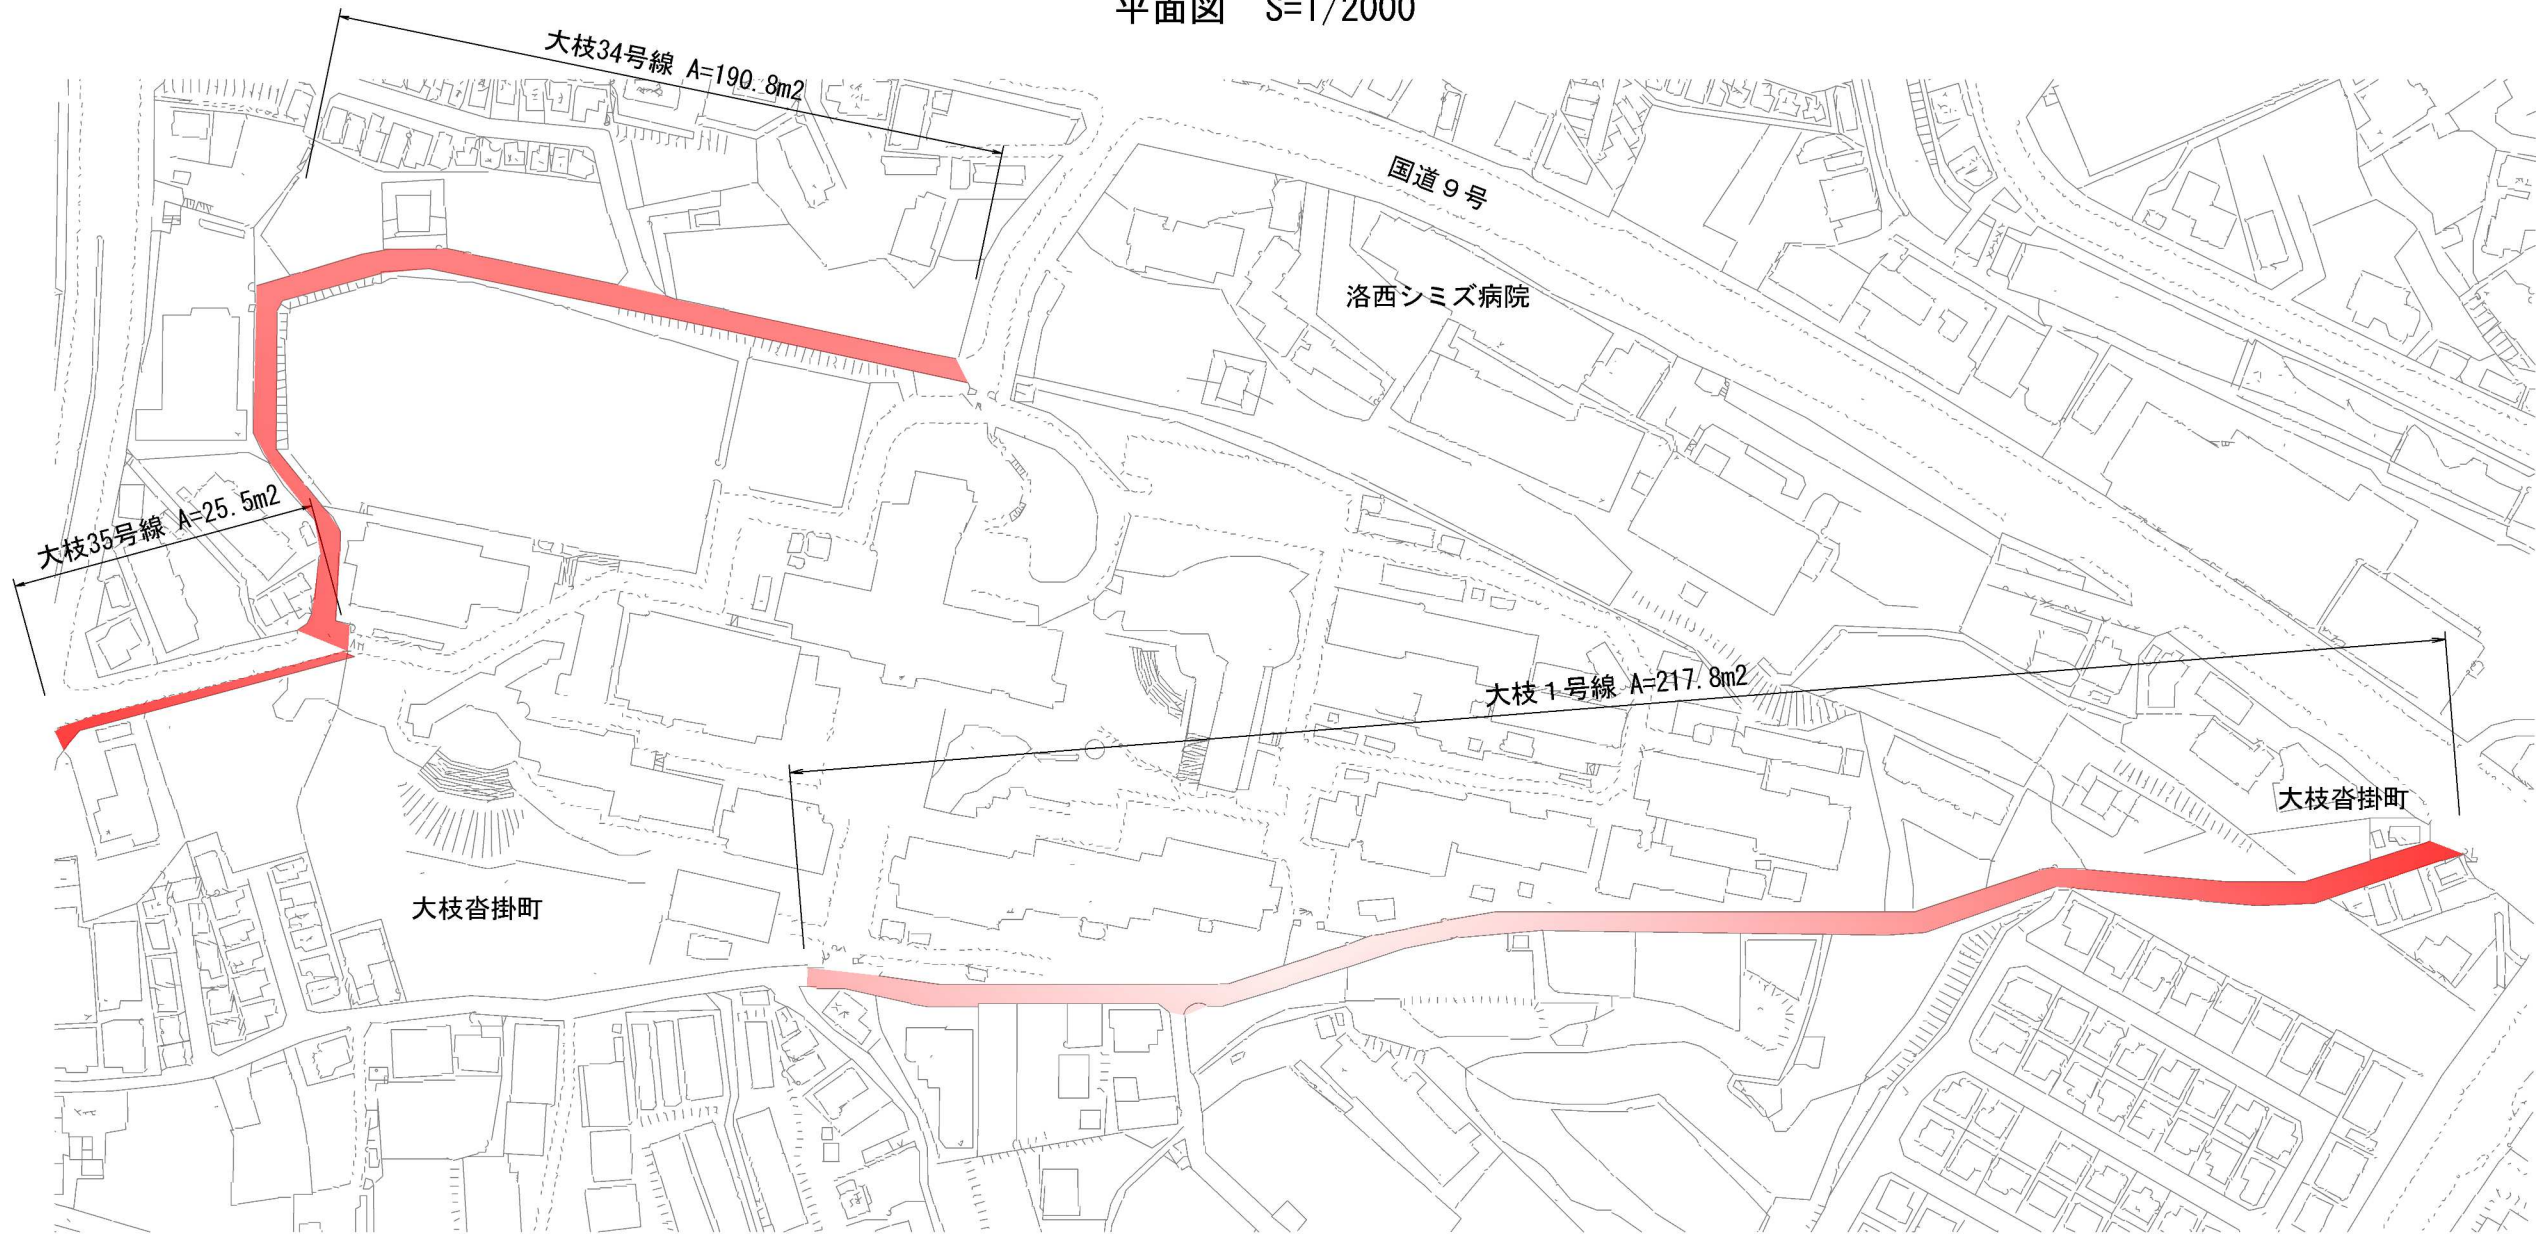 平面図　S=1/2000
大枝34号線 A=190.8m2
国道９号
洛西シミズ病院
大枝35号線 A=25.5m2
大枝１号線 A=217.8m2
大枝沓掛町
大枝沓掛町